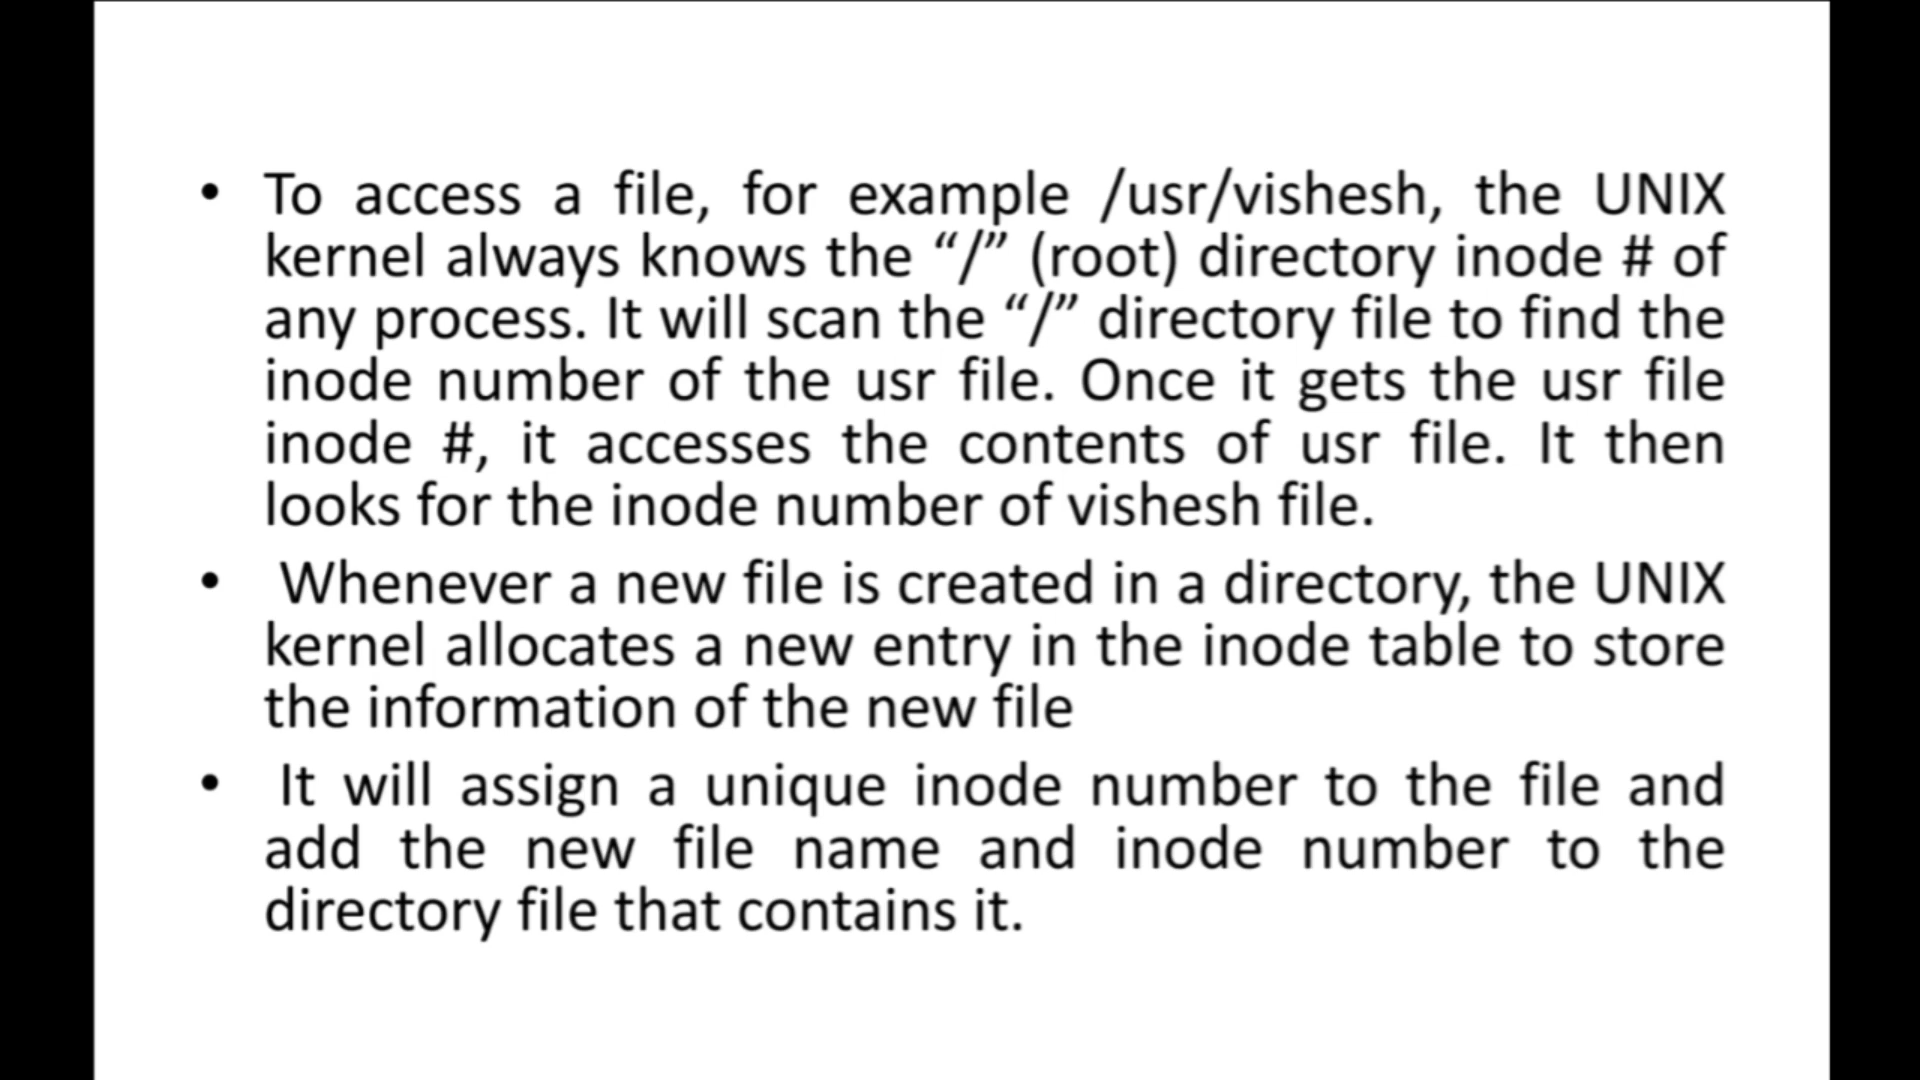 • To access a file, for example /usr/vishesh, the UNIX
kernel always knows the “/” (root) directory inode # of
any process. It will scan the “/” directory file to find the
inode number of the usr file. Once it gets the usr file
inode #, it accesses the contents of usr file. It then
looks for the inode number of vishesh file.
• Whenever a new file is created in a directory, the UNIX
kernel allocates a new entry in the inode table to store
the information of the new file
• It will assign a unique inode number to the file and
add the new file name and inode number to the
directory file that contains it.